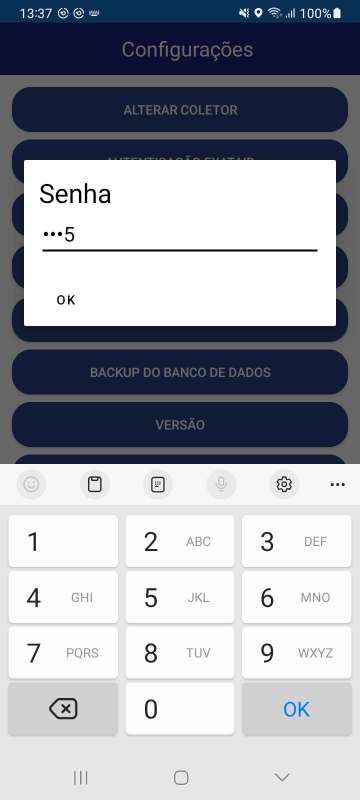 13:37 100%
Configurações
ALTERAR COLETOR
Senha
•••5
OK
BACKUP DO BANCO DE DADOS
VERSÃO
1
2 ABC
3 DEF
4 GHI
5 JKL
6 MNO
7 PQRS
8 TUV
9 WXYZ
0
OK